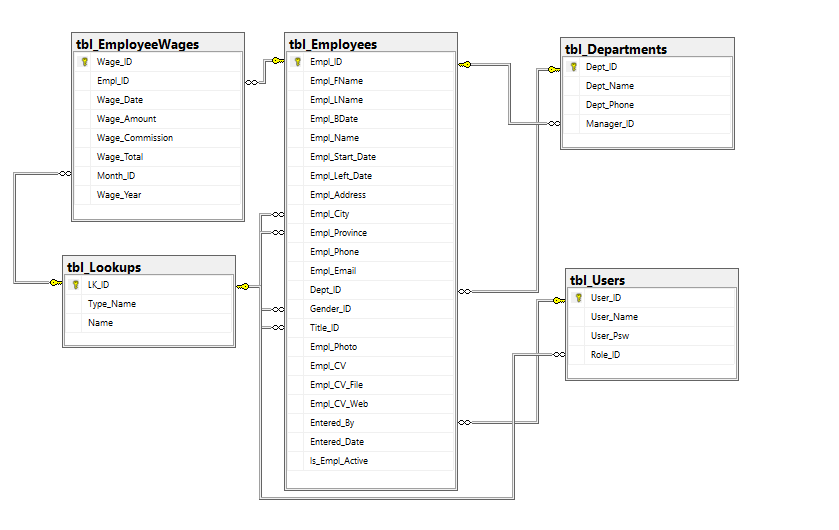 tbl_EmployeeWages
Wage_ID
Empl_ID
Wage_Date
Wage_Amount
Wage_Commission
Wage_Total
Month_ID
Wage_Year
tbl_Employees
Empl_ID
Empl_FName
Empl_LName
Empl_BDate
Empl_Name
Empl_Start_Date
Empl_Left_Date
Empl_Address
Empl_City
Empl_Province
Empl_Phone
Empl_Email
Dept_ID
Gender_ID
Title_ID
Empl_Photo
Empl_CV
Empl_CV_File
Empl_CV_Web
Entered_By
Entered_Date
Is_Empl_Active
tbl_Departments
Dept_ID
Dept_Name
Dept_Phone
Manager_ID
tbl_Lookups
LK_ID
Type_Name
Name
tbl_Users
User_ID
User_Name
User_Psw
Role_ID